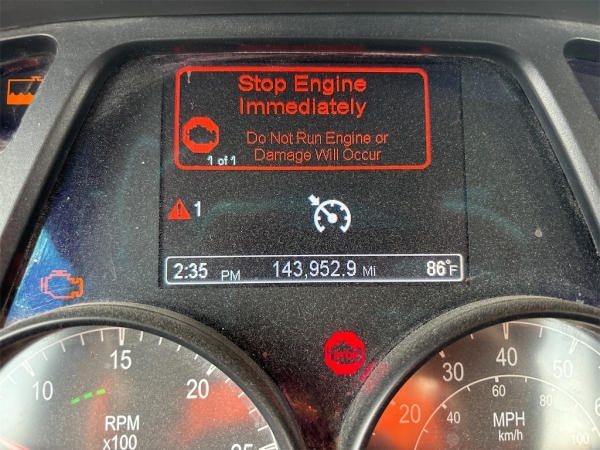 Stop Engine
Immediately
Do Not Run Engine or
Damage Will Occur
1 of 1
1
2:35 PM 143,952.9 Mi 86°F
STOP
10 15 20 25
RPM
x100
20 30 40 50
40 60 80 100
MPH
km/h